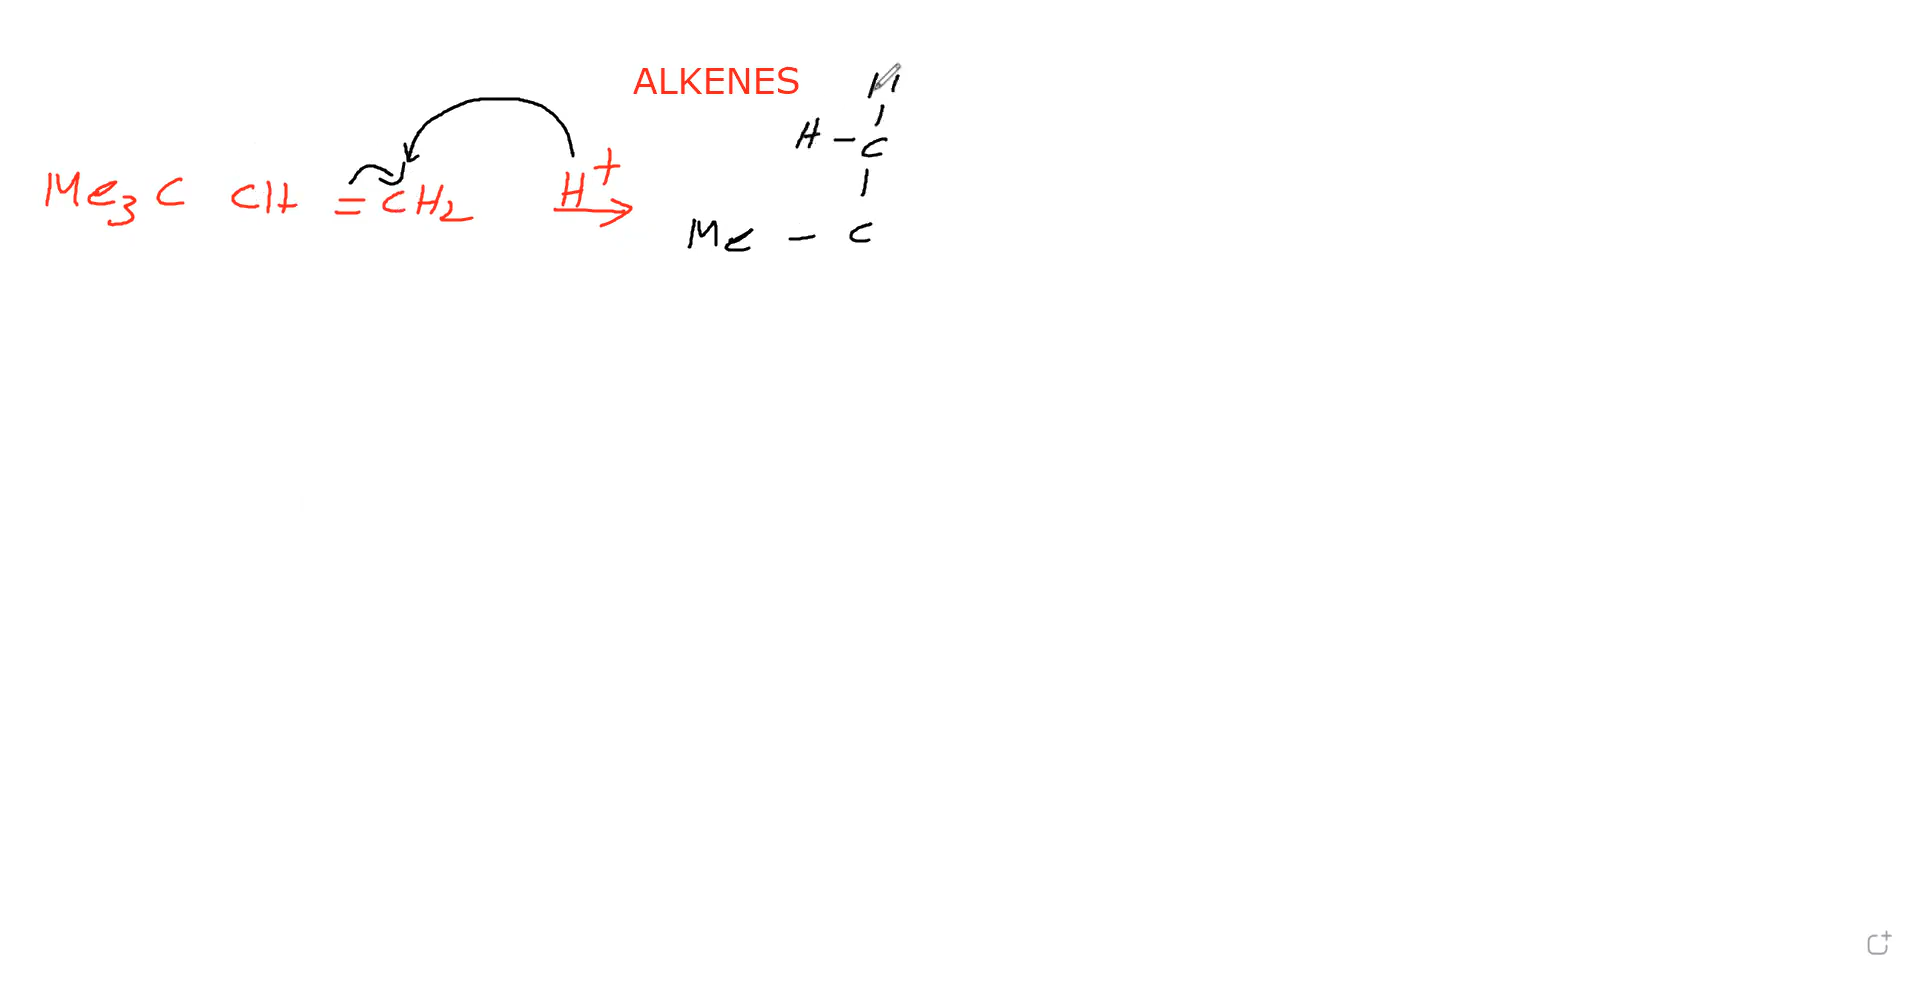 ALKENES
H - C
Me₃C CH = CH₂ H⁺
Me - C